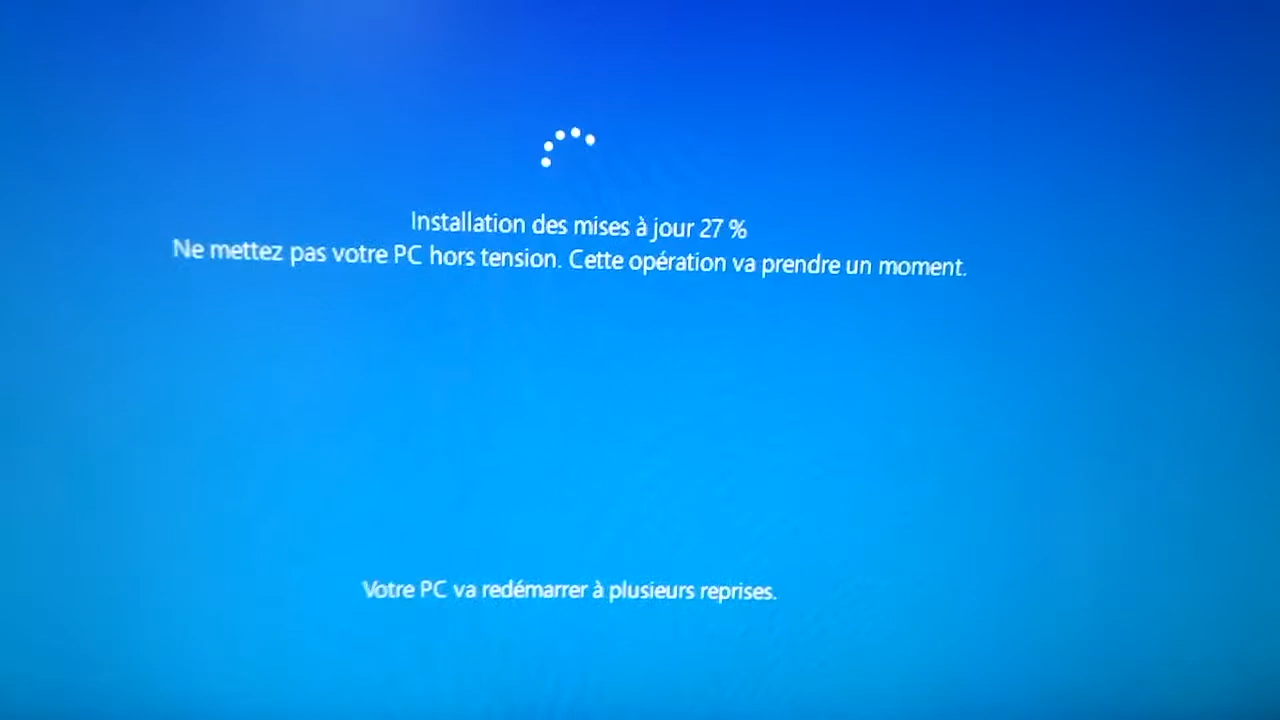 Installation des mises à jour 27 %
Ne mettez pas votre PC hors tension. Cette opération va prendre un moment.
Votre PC va redémarrer à plusieurs reprises.